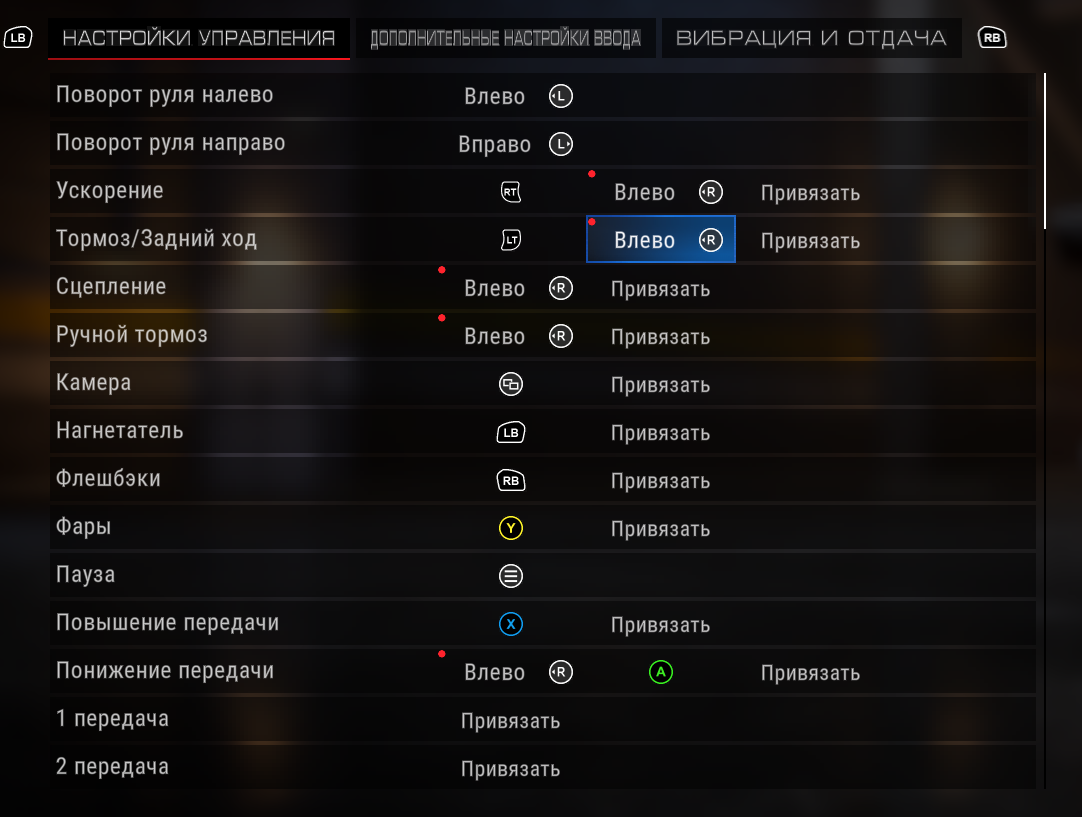 LB НАСТРОЙКИ УПРАВЛЕНИЯ ДОПОЛНИТЕЛЬНЫЕ НАСТРОЙКИ ВВОДА ВИБРАЦИЯ И ОТДАЧА RB
Поворот руля налево Влево L
Поворот руля направо Вправо L
Ускорение RT Влево R Привязать
Тормоз/Задний ход LT Влево R Привязать
Сцепление Влево R Привязать
Ручной тормоз Влево R Привязать
Камера Привязать
Нагнетатель LB Привязать
Флешбэки RB Привязать
Фары Y Привязать
Пауза
Повышение передачи X Привязать
Понижение передачи Влево R A Привязать
1 передача Привязать
2 передача Привязать